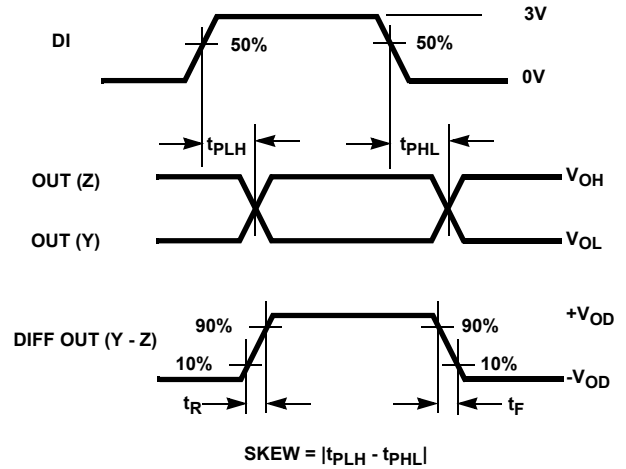 3V
DI
50%
50%
0V
tPLH
tPHL
OUT (Z)
VOH
OUT (Y)
VOL
+VOD
90%
90%
DIFF OUT (Y - Z)
10%
10%
-VOD
tR
tF
SKEW = |tPLH - tPHL|